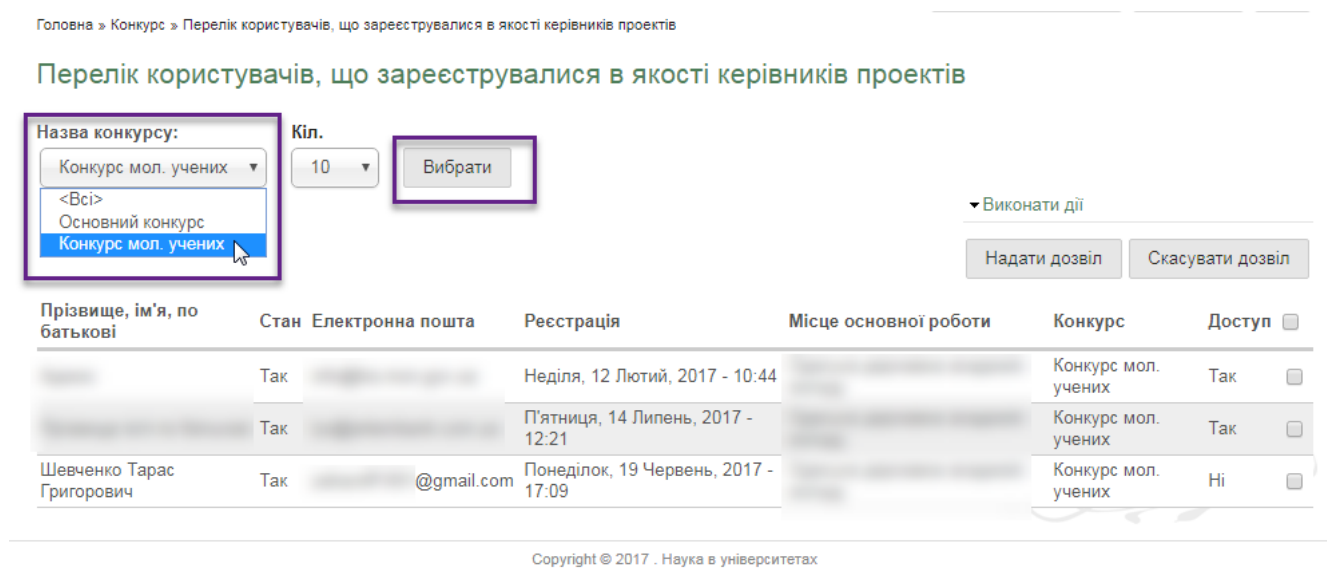 Головна » Конкурс » Перелік користувачів, що зареєструвалися в якості керівників проектів
Перелік користувачів, що зареєструвалися в якості керівників проектів
Назва конкурсу:
Кіл.
Конкурс мол. учених
10
Вибрати
<Всі>
Основний конкурс
Конкурс мол. учених
Виконати дії
Надати дозвіл
Скасувати дозвіл
Прізвище, ім'я, по
батькові
Стан
Електронна пошта
Реєстрація
Місце основної роботи
Конкурс
Доступ
Так
Неділя, 12 Лютий, 2017 - 10:44
Конкурс мол.
учених
Так
Так
П'ятниця, 14 Липень, 2017 -
12:21
Конкурс мол.
учених
Так
Шевченко Тарас
Григорович
Так
@gmail.com
Понеділок, 19 Червень, 2017 -
17:09
Конкурс мол.
учених
Ні
Copyright © 2017 . Наука в університетах